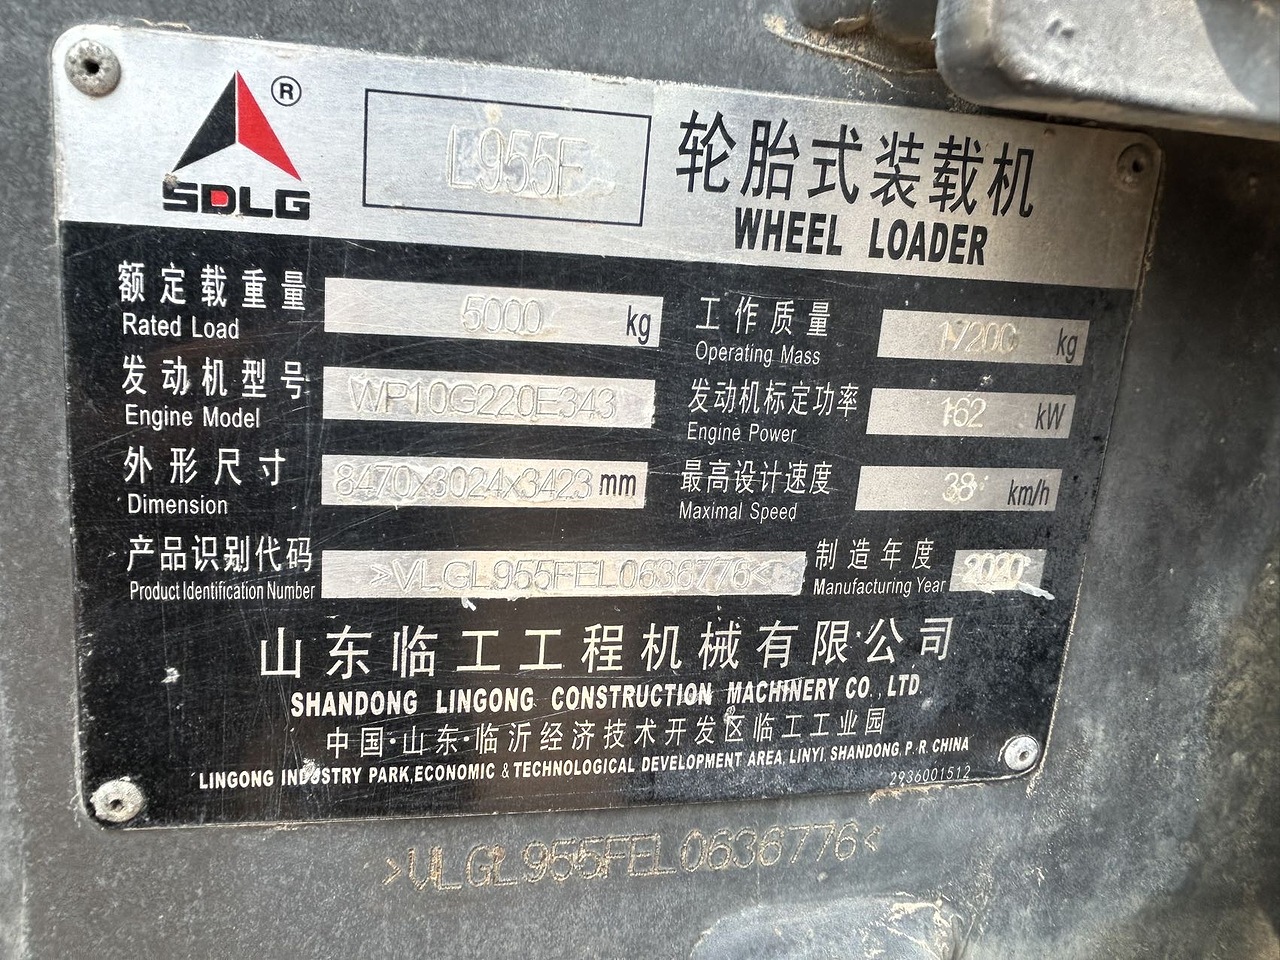 ®
SDLG
L955F
轮胎式装载机
WHEEL LOADER
额定载重量
Rated Load
5000 kg
工作质量
Operating Mass
17200 kg
发动机型号
Engine Model
WP10G220E343
发动机标定功率
Engine Power
162 kW
外形尺寸
Dimension
8470x3024x3423 mm
最高设计速度
Maximal Speed
38 km/h
产品识别代码
Product Identification Number
>VLGL955FEL0636776<
制造年度
Manufacturing Year
2020
山东临工工程机械有限公司
SHANDONG LINGONG CONSTRUCTION MACHINERY CO., LTD
中国·山东·临沂经济技术开发区临工工业园
LINGONG INDUSTRY PARK,ECONOMIC & TECHNOLOGICAL DEVELOPMENT AREA, LINYI, SHANDONG, P. R. CHINA
2936001512
>VLGL955FEL0636776<